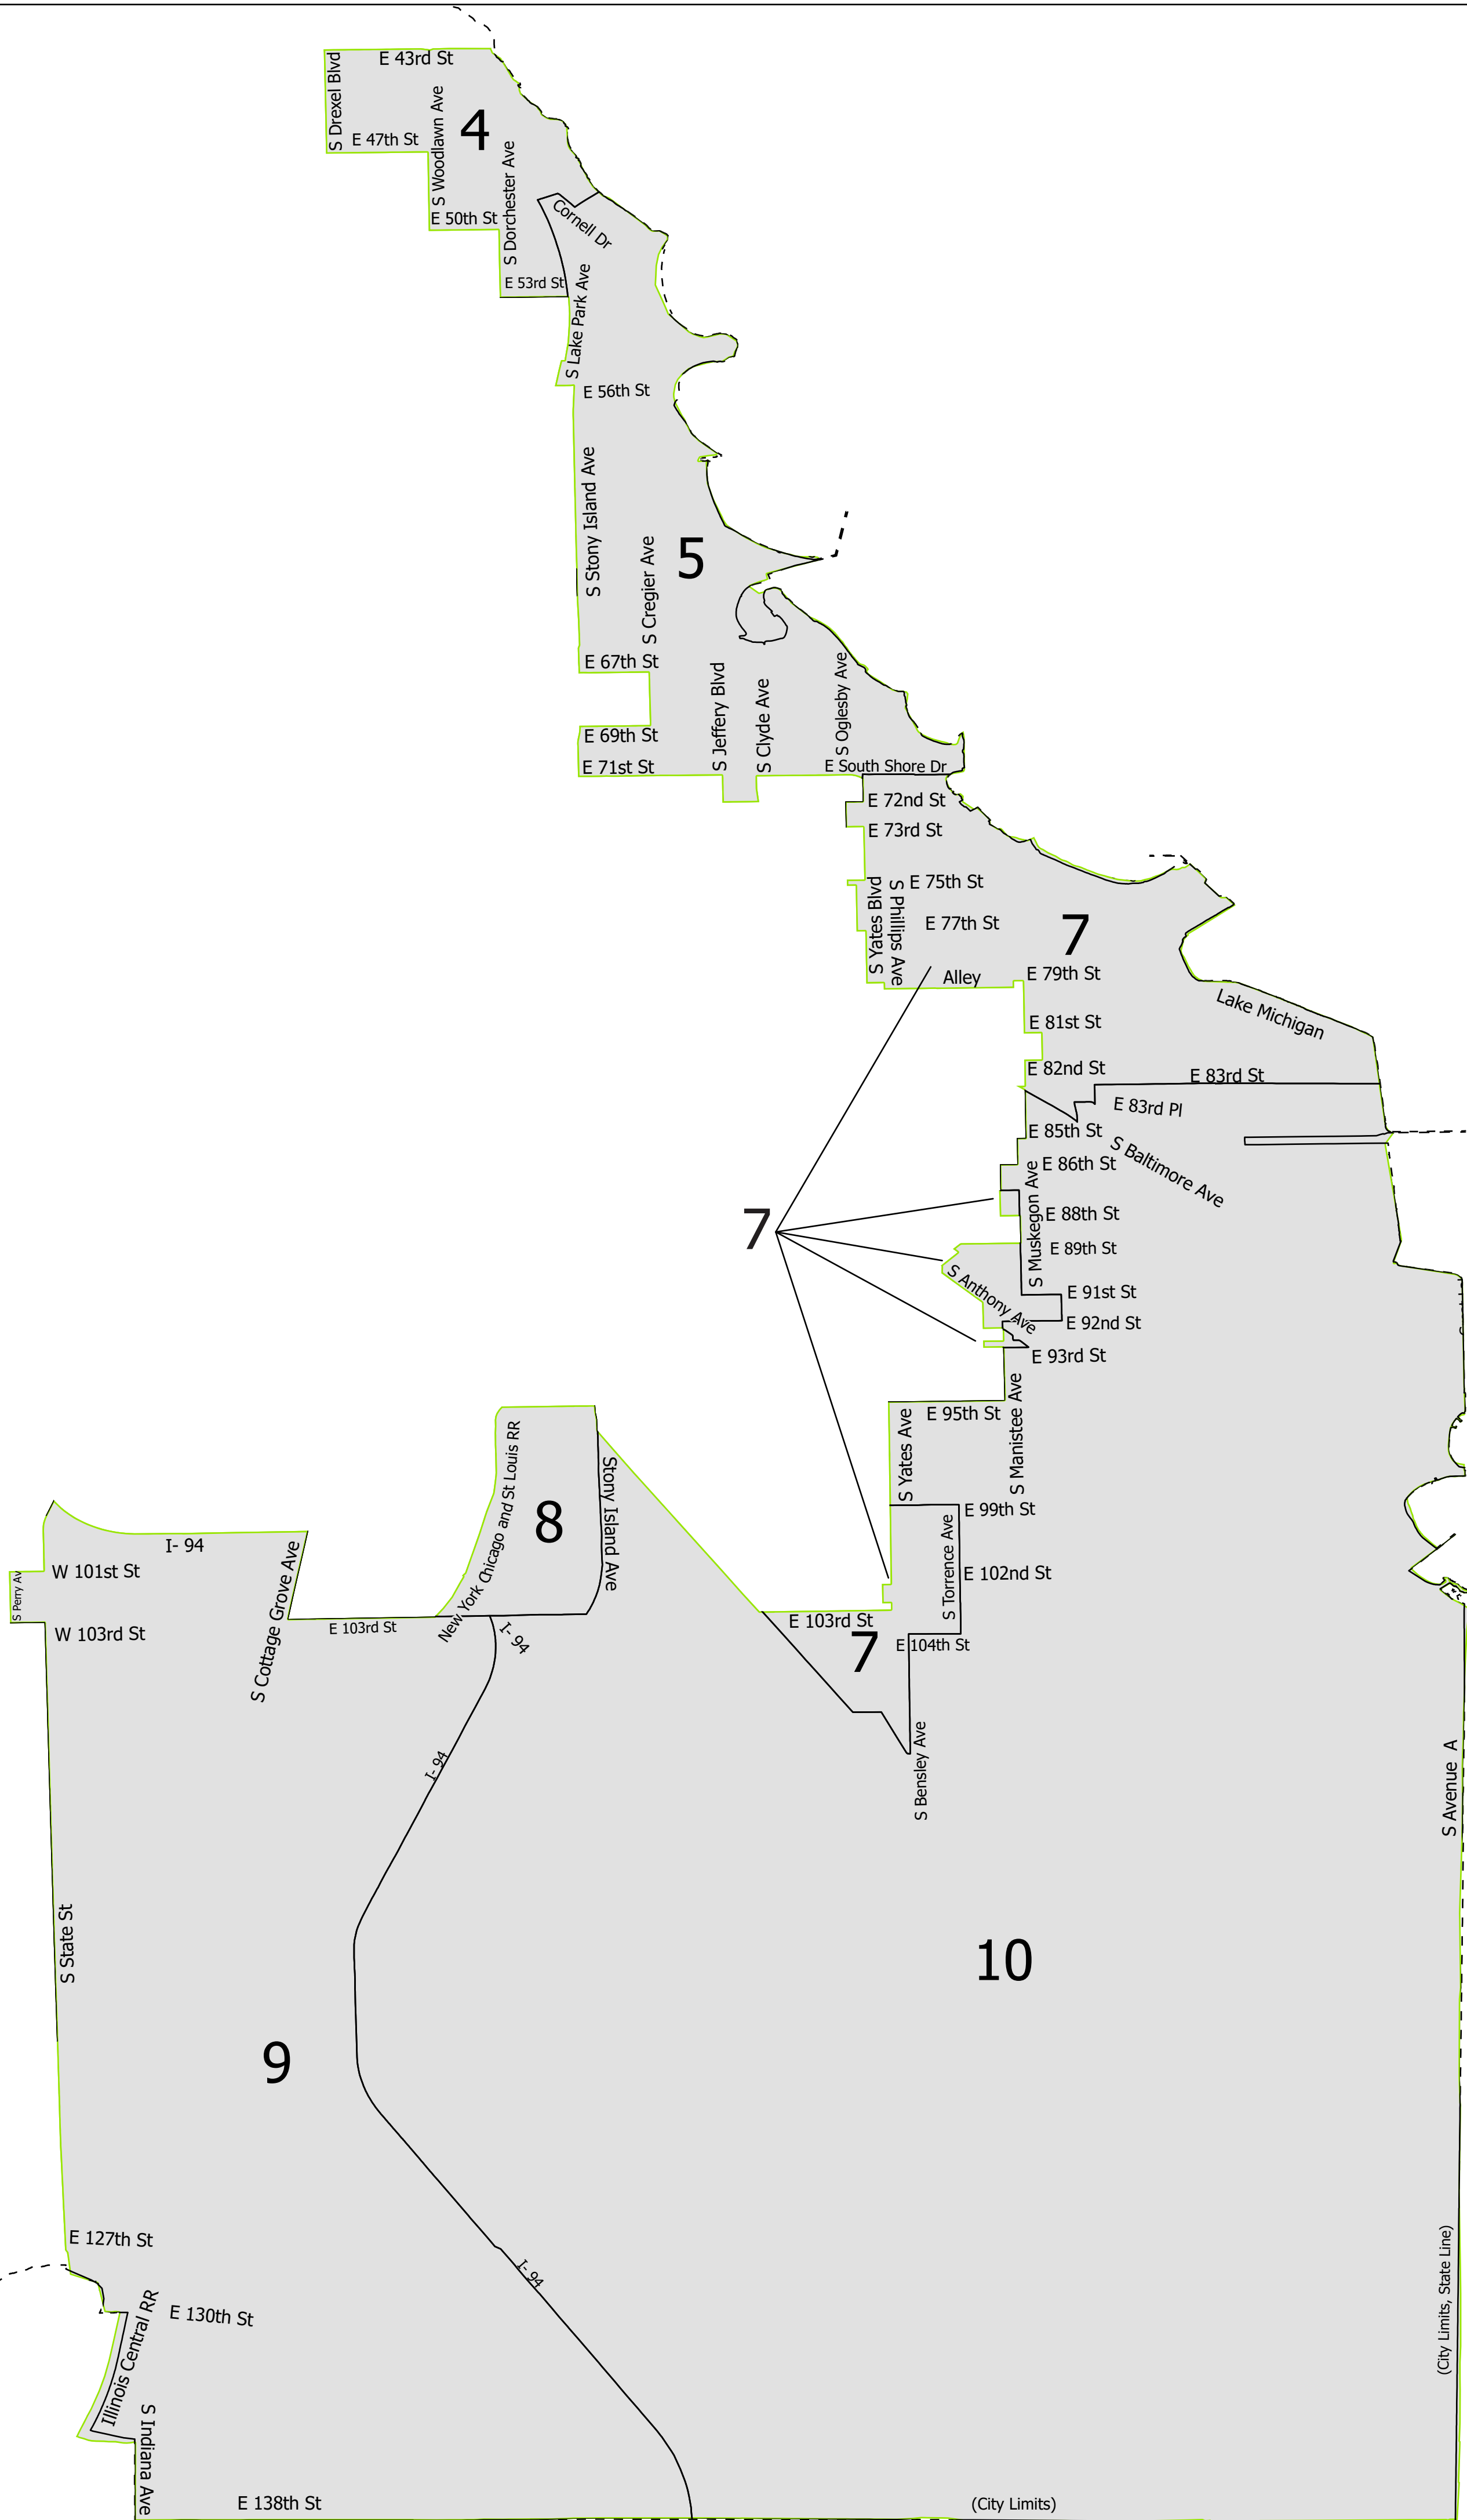 E 43rd St
S Drexel Blvd
4
S Woodlawn Ave
E 47th St
S Dorchester Ave
E 50th St
Cornell Dr
E 53rd St
S Lake Park Ave
E 56th St
S Stony Island Ave
S Cregier Ave
5
E 67th St
S Jeffery Blvd
S Clyde Ave
S Oglesby Ave
E 69th St
E 71st St
E South Shore Dr
E 72nd St
E 73rd St
E 75th St
S Yates Blvd
S Phillips Ave
E 77th St
7
Alley
E 79th St
Lake Michigan
E 81st St
E 82nd St
E 83rd St
E 83rd Pl
E 85th St
S Baltimore Ave
E 86th St
S Muskegon Ave
7
E 88th St
E 89th St
S Anthony Ave
E 91st St
E 92nd St
E 93rd St
S Manistee Ave
E 95th St
S Yates Ave
New York Chicago and St Louis RR
Stony Island Ave
8
E 99th St
S Torrence Ave
I- 94
W 101st St
E 102nd St
S Perry Av
S Cottage Grove Ave
E 103rd St
E 103rd St
W 103rd St
I- 94
7
E 104th St
S Bensley Ave
I- 94
S Avenue A
S State St
10
9
E 127th St
I- 94
(City Limits, State Line)
E 130th St
Illinois Central RR
S Indiana Ave
E 138th St
(City Limits)